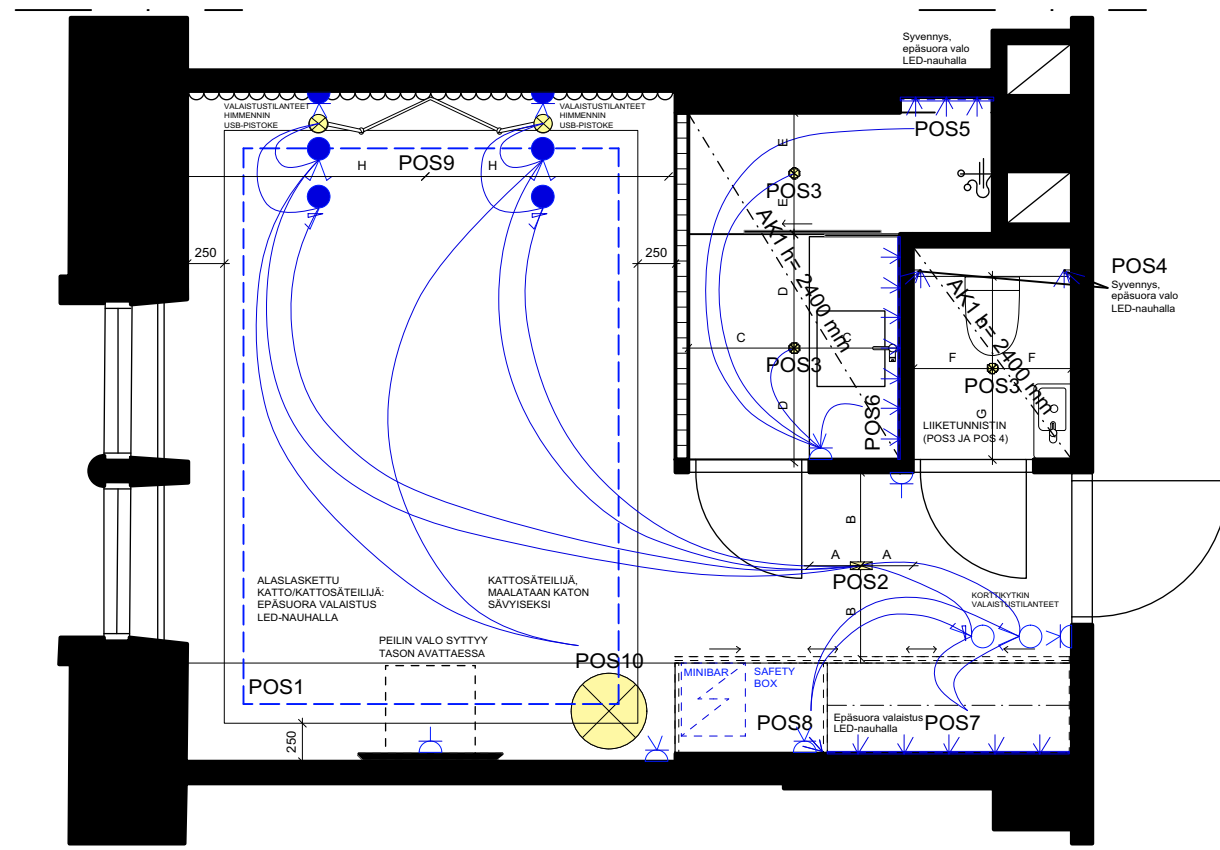 Syvennys,
epäsuora valo
LED-nauhalla
VALAISTUSTILANTEET
HIMMENNIN
USB-PISTOKE
VALAISTUSTILANTEET
HIMMENNIN
USB-PISTOKE
POS5
H
POS9
H
E
POS3
E
AK1 h= 2400 mm
250
250
D
C
C
POS3
D
POS6
POS4
Syvennys,
epäsuora valo
LED-nauhalla
AK1 h= 2400 mm
F
F
POS3
G
LIIKETUNNISTIN
(POS3 JA POS 4)
B
A
A
POS2
B
ALASLASKETTU
KATTO/KATTOSÄTEILIJÄ:
EPÄSUORA VALAISTUS
LED-NAUHALLA
KATTOSÄTEILIJÄ,
MAALATAAN KATON
SÄVYISEKSI
KORTTIKYTKIN
VALAISTUSTILANTEET
PEILIN VALO SYTTYY
TASON AVATTAESSA
POS10
POS1
MINIBAR
SAFETY
BOX
POS8
Epäsuora valaistus
LED-nauhalla
POS7
250